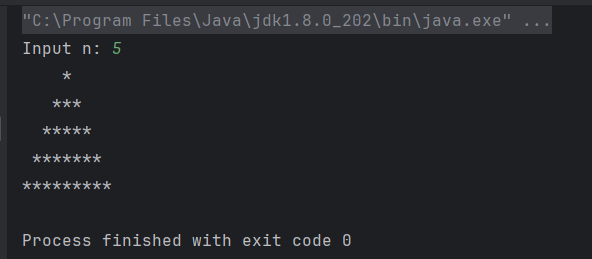 "C:\Program Files\Java\jdk1.8.0_202\bin\java.exe" ...
Input n: 5
    *
   ***
  *****
 *******
*********
Process finished with exit code 0